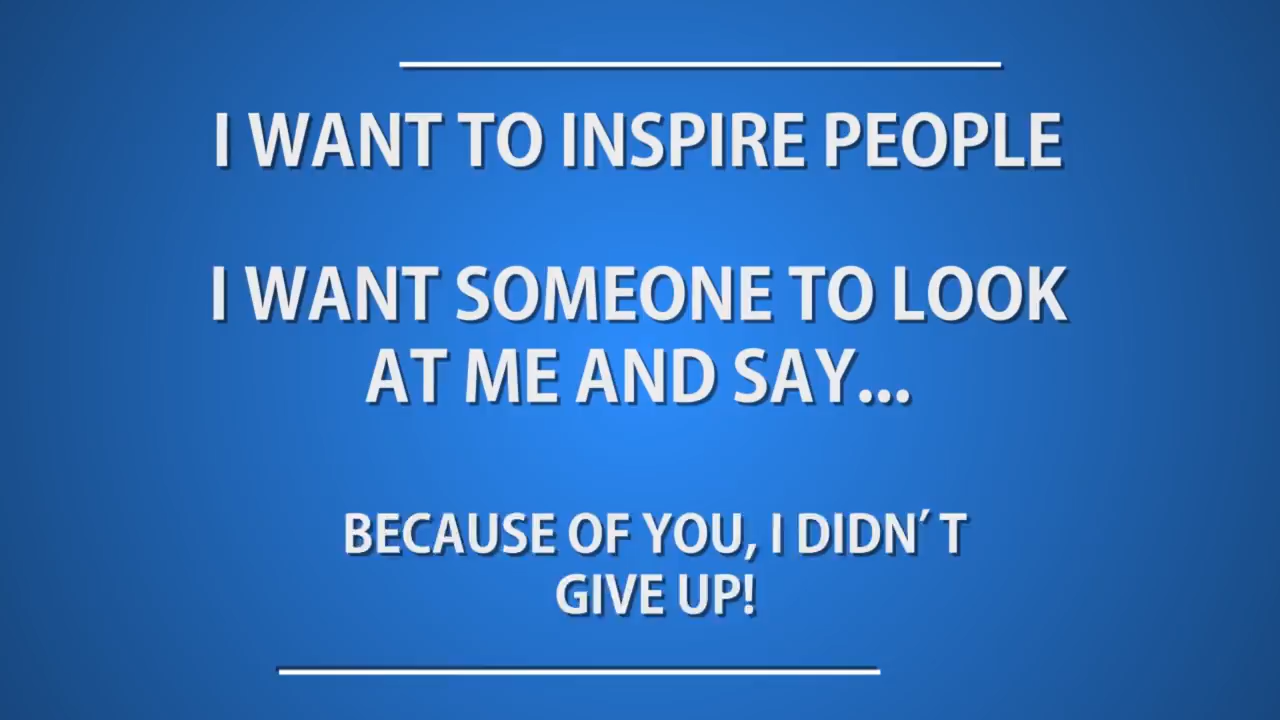 I WANT TO INSPIRE PEOPLE
I WANT SOMEONE TO LOOK
AT ME AND SAY...
BECAUSE OF YOU, I DIDN´T
GIVE UP!